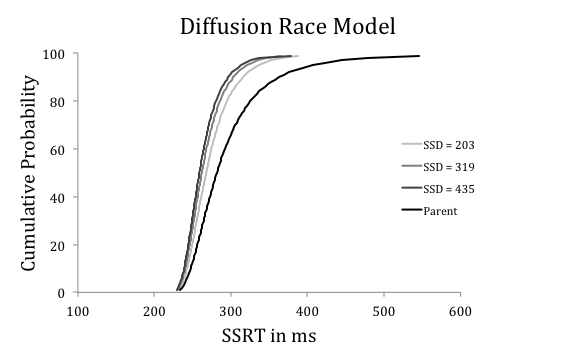 Diffusion Race Model
Cumulative Probability
100
80
60
40
20
0
100 200 300 400 500 600
SSRT in ms
SSD = 203
SSD = 319
SSD = 435
Parent